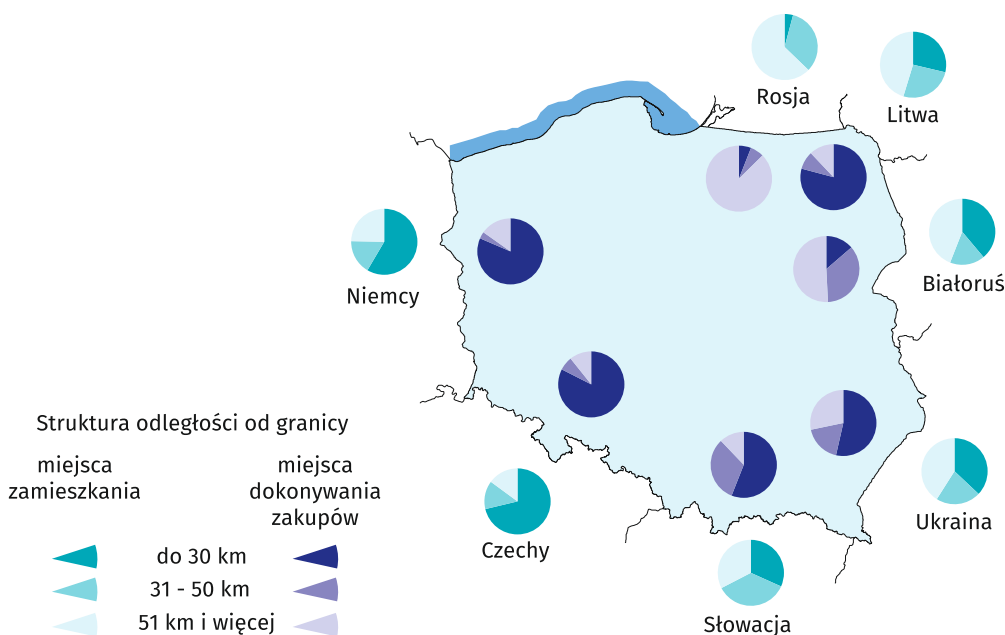 Rosja
Litwa
Białoruś
Niemcy
Struktura odległości od granicy
miejsca
zamieszkania
miejsca
dokonywania
zakupów
do 30 km
31 - 50 km
51 km i więcej
Czechy
Ukraina
Słowacja